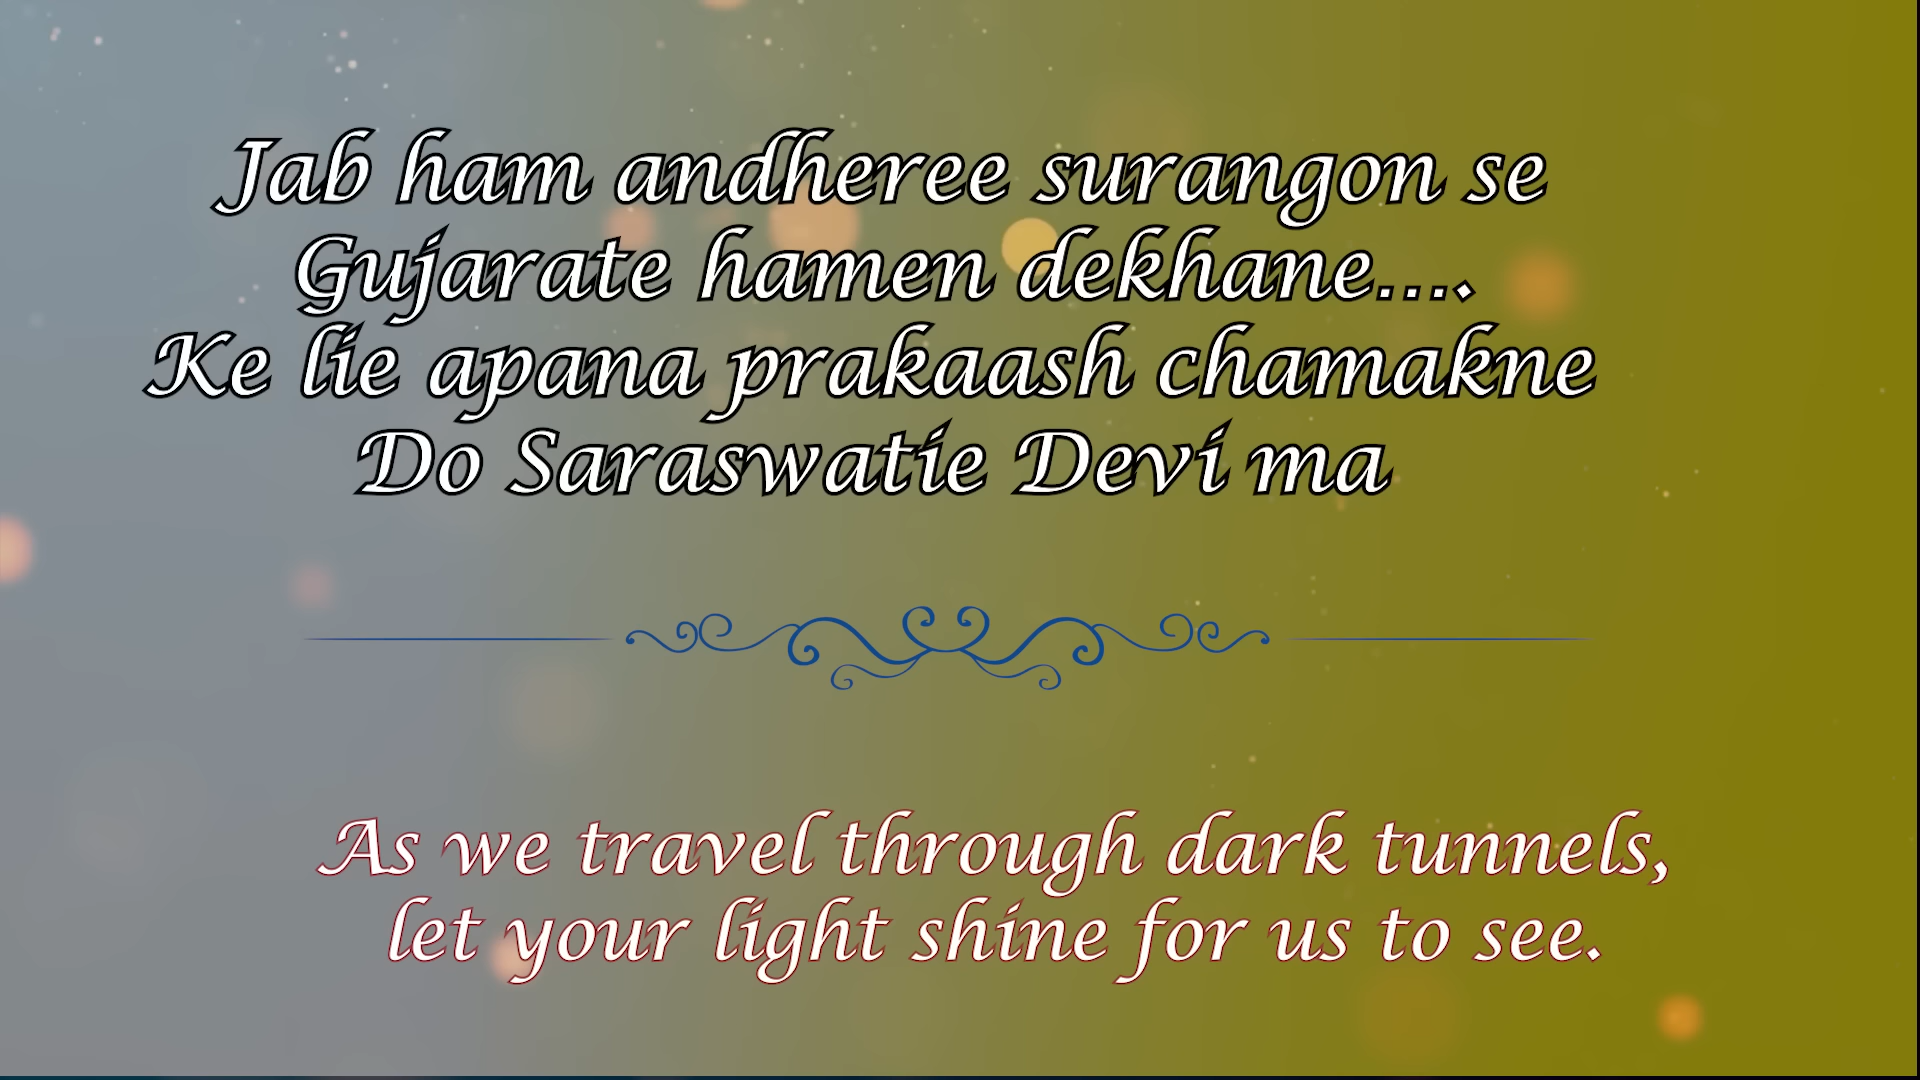 Jab ham andheree surangon se
Gujarate hamen dekhane....
Ke lie apana prakaash chamakne
Do Saraswatie Devi ma
As we travel through dark tunnels,
let your light shine for us to see.